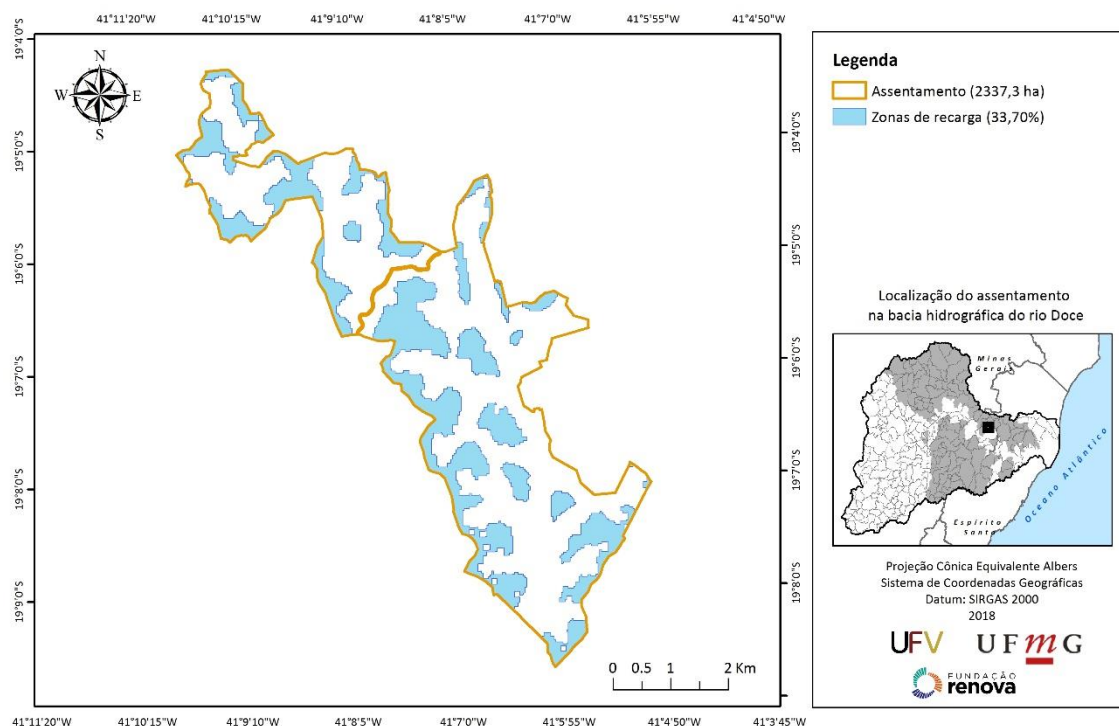 41°11'20"W 41°10'15"W 41°9'10"W 41°8'5"W 41°7'0"W 41°5'55"W 41°4'50"W
19°4'0"S
19°5'0"S
19°6'0"S
19°7'0"S
19°8'0"S
19°9'0"S
N
W E
S
19°4'0"S
19°5'0"S
19°6'0"S
19°7'0"S
19°8'0"S
0 0.5 1 2 Km
41°11'20"W 41°10'15"W 41°9'10"W 41°8'5"W 41°7'0"W 41°5'55"W 41°4'50"W 41°3'45"W
Legenda
Assentamento (2337,3 ha)
Zonas de recarga (33,70%)
Localização do assentamento
na bacia hidrográfica do rio Doce
Minas
Gerais
Espírito
Santo
Oceano Atlântico
Projeção Cônica Equivalente Albers
Sistema de Coordenadas Geográficas
Datum: SIRGAS 2000
2018
UFV UFmG
FUNDAÇÃO
renova